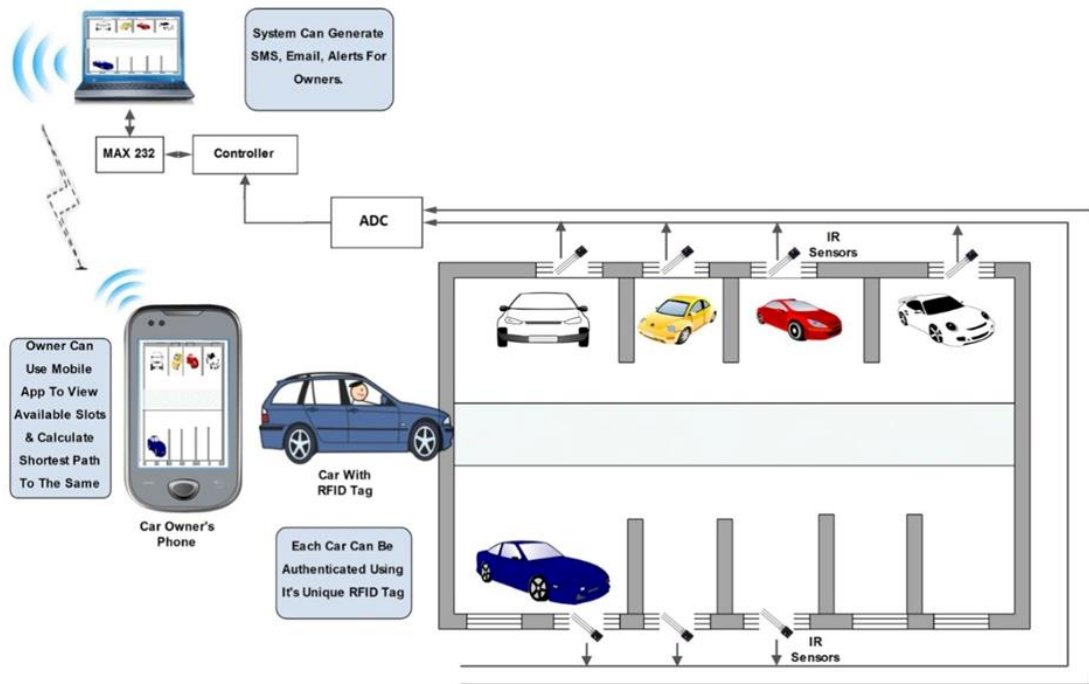 System Can Generate
SMS, Email, Alerts For
Owners.
MAX 232
Controller
ADC
IR
Sensors
Owner Can
Use Mobile
App To View
Available Slots
& Calculate
Shortest Path
To The Same
Car With
RFID Tag
Car Owner's
Phone
Each Car Can Be
Authenticated Using
It's Unique RFID Tag
IR
Sensors